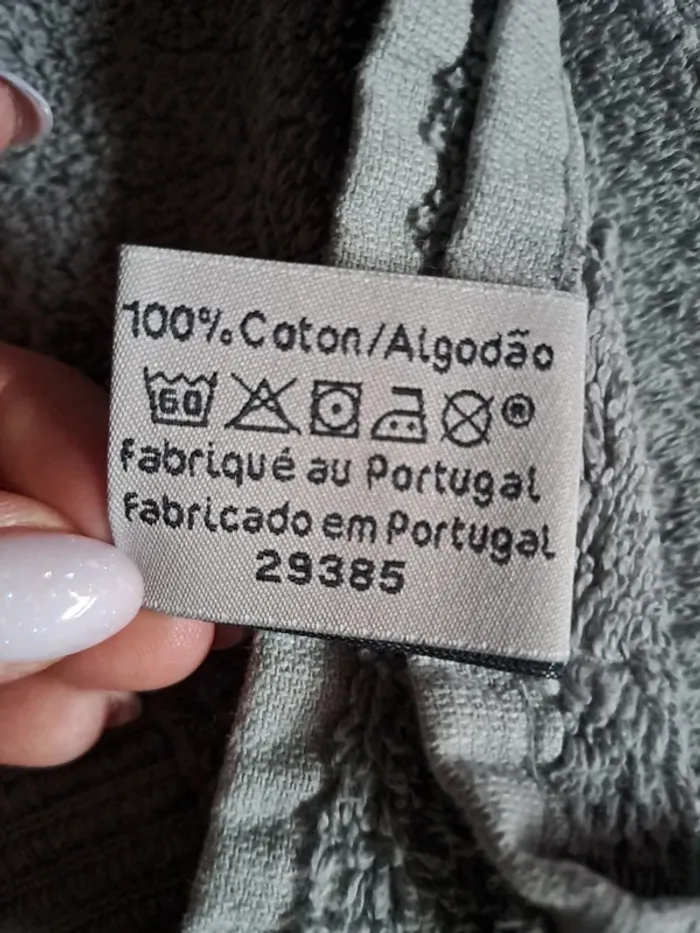 100% Coton/Algodão
60 ®
Fabriqué au Portugal
Fabricado em Portugal
29385